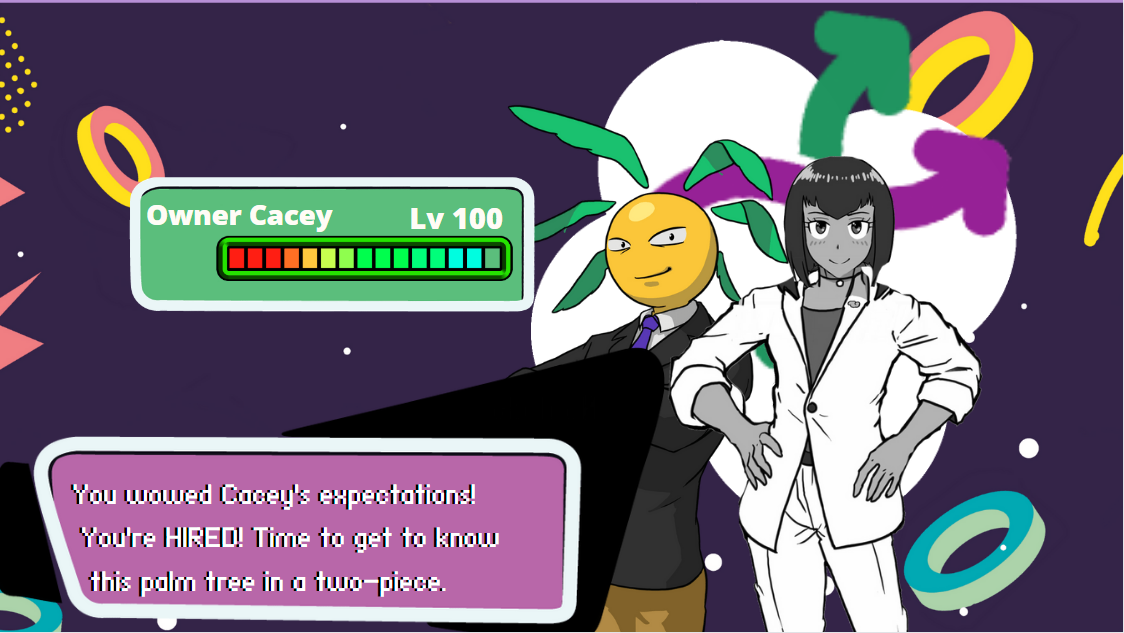 Owner Cacey
Lv 100
You wowed Cacey's expectations!
You're HIRED! Time to get to know
this palm tree in a two-piece.